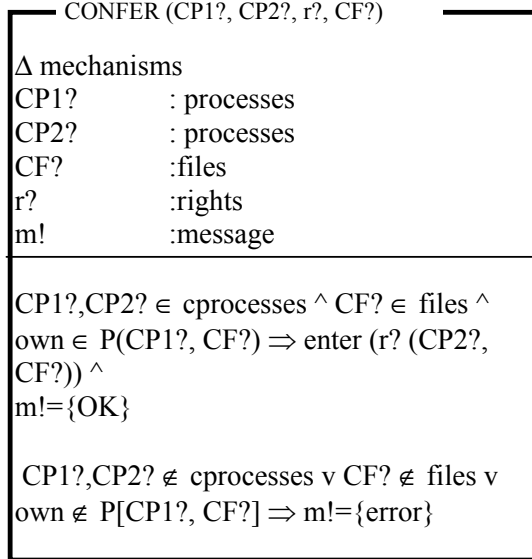 CONFER (CP1?, CP2?, r?, CF?)
Δ mechanisms
CP1? : processes
CP2? : processes
CF? :files
r? :rights
m! :message
CP1?,CP2? ∈ cprocesses ^ CF? ∈ files ^
own ∈ P(CP1?, CF?) ⇒ enter (r? (CP2?,
CF?)) ^
m!={OK}
CP1?,CP2? ∉ cprocesses v CF? ∉ files v
own ∉ P[CP1?, CF?] ⇒ m!={error}